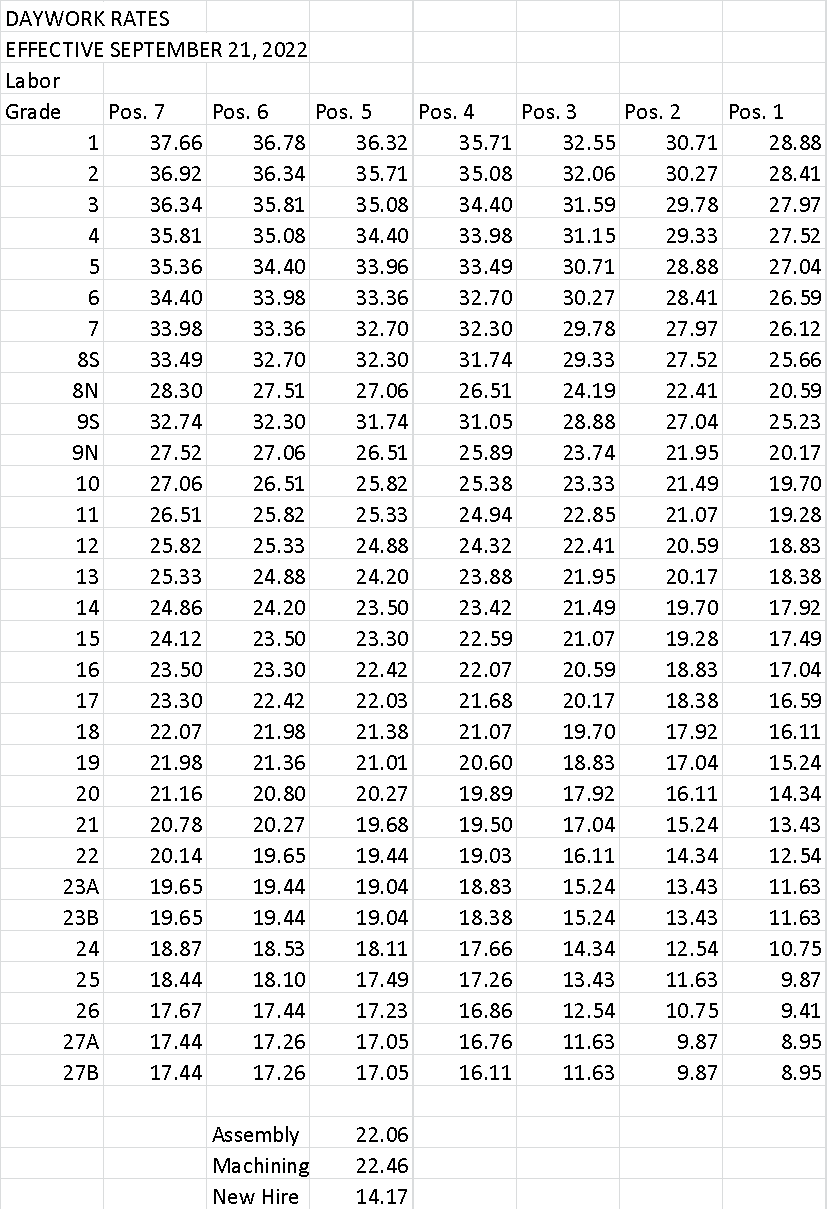 DAYWORK RATES
EFFECTIVE SEPTEMBER 21, 2022
Labor
Grade Pos. 7 Pos. 6 Pos. 5 Pos. 4 Pos. 3 Pos. 2 Pos. 1
1 37.66 36.78 36.32 35.71 32.55 30.71 28.88
2 36.92 36.34 35.71 35.08 32.06 30.27 28.41
3 36.34 35.81 35.08 34.40 31.59 29.78 27.97
4 35.81 35.08 34.40 33.98 31.15 29.33 27.52
5 35.36 34.40 33.96 33.49 30.71 28.88 27.04
6 34.40 33.98 33.36 32.70 30.27 28.41 26.59
7 33.98 33.36 32.70 32.30 29.78 27.97 26.12
8S 33.49 32.70 32.30 31.74 29.33 27.52 25.66
8N 28.30 27.51 27.06 26.51 24.19 22.41 20.59
9S 32.74 32.30 31.74 31.05 28.88 27.04 25.23
9N 27.52 27.06 26.51 25.89 23.74 21.95 20.17
10 27.06 26.51 25.82 25.38 23.33 21.49 19.70
11 26.51 25.82 25.33 24.94 22.85 21.07 19.28
12 25.82 25.33 24.88 24.32 22.41 20.59 18.83
13 25.33 24.88 24.20 23.88 21.95 20.17 18.38
14 24.86 24.20 23.50 23.42 21.49 19.70 17.92
15 24.12 23.50 23.30 22.59 21.07 19.28 17.49
16 23.50 23.30 22.42 22.07 20.59 18.83 17.04
17 23.30 22.42 22.03 21.68 20.17 18.38 16.59
18 22.07 21.98 21.38 21.07 19.70 17.92 16.11
19 21.98 21.36 21.01 20.60 18.83 17.04 15.24
20 21.16 20.80 20.27 19.89 17.92 16.11 14.34
21 20.78 20.27 19.68 19.50 17.04 15.24 13.43
22 20.14 19.65 19.44 19.03 16.11 14.34 12.54
23A 19.65 19.44 19.04 18.83 15.24 13.43 11.63
23B 19.65 19.44 19.04 18.38 15.24 13.43 11.63
24 18.87 18.53 18.11 17.66 14.34 12.54 10.75
25 18.44 18.10 17.49 17.26 13.43 11.63 9.87
26 17.67 17.44 17.23 16.86 12.54 10.75 9.41
27A 17.44 17.26 17.05 16.76 11.63 9.87 8.95
27B 17.44 17.26 17.05 16.11 11.63 9.87 8.95
Assembly 22.06
Machining 22.46
New Hire 14.17